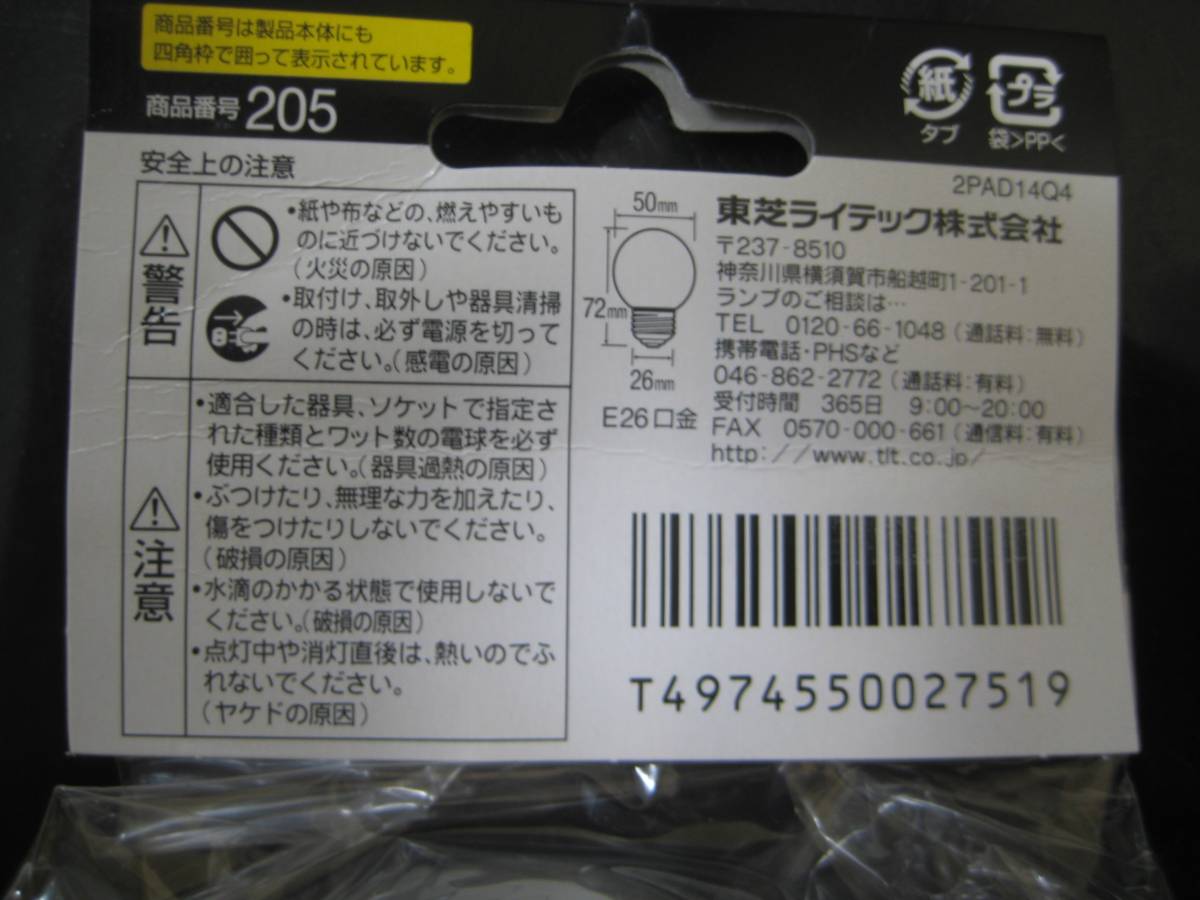 商品番号は製品本体にも
四角枠で囲って表示されています。
商品番号 205
紙
タブ
プラ
袋>PP<
安全上の注意
警告
•紙や布などの、燃えやすいも
のに近づけないでください。
(火災の原因)
•取付け、取外しや器具清掃
の時は、必ず電源を切って
ください。(感電の原因)
注意
•適合した器具、ソケットで指定さ
れた種類とワット数の電球を必ず
使用ください。(器具過熱の原因)
•ぶつけたり、無理な力を加えたり、
傷をつけたりしないでください。
(破損の原因)
•水滴のかかる状態で使用しないで
ください。(破損の原因)
•点灯中や消灯直後は、熱いのでふ
れないでください。
(ヤケドの原因)
50mm
72mm
26mm
E26口金
2PAD14Q4
東芝ライテック株式会社
〒237-8510
神奈川県横須賀市船越町1-201-1
ランプのご相談は…
TEL 0120-66-1048(通話料:無料)
携帯電話・PHSなど
046-862-2772(通話料:有料)
受付時間 365日 9:00〜20:00
FAX 0570-000-661(通信料:有料)
http://www.tlt.co.jp/
T4974550027519